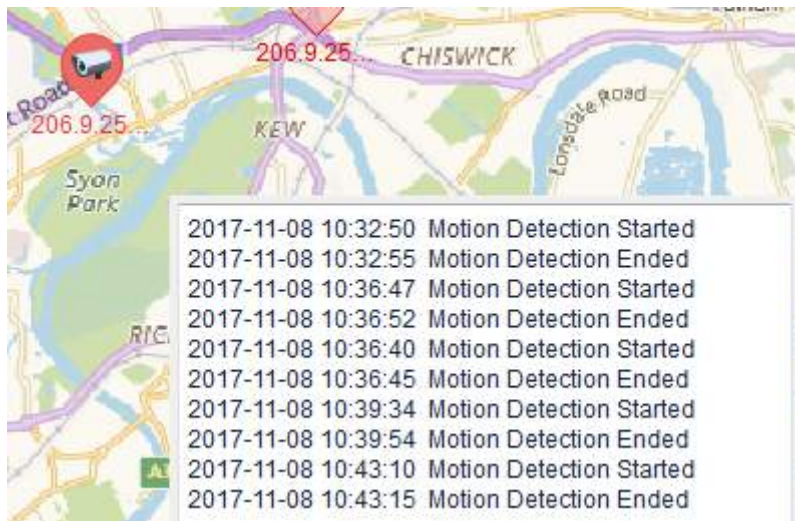 206.9.25...
CHISWICK
Road
206.9.25...
KEW
Lonsdale Road
Syon
Park
2017-11-08 10:32:50 Motion Detection Started
2017-11-08 10:32:55 Motion Detection Ended
2017-11-08 10:36:47 Motion Detection Started
2017-11-08 10:36:52 Motion Detection Ended
2017-11-08 10:36:40 Motion Detection Started
2017-11-08 10:36:45 Motion Detection Ended
2017-11-08 10:39:34 Motion Detection Started
2017-11-08 10:39:54 Motion Detection Ended
2017-11-08 10:43:10 Motion Detection Started
2017-11-08 10:43:15 Motion Detection Ended